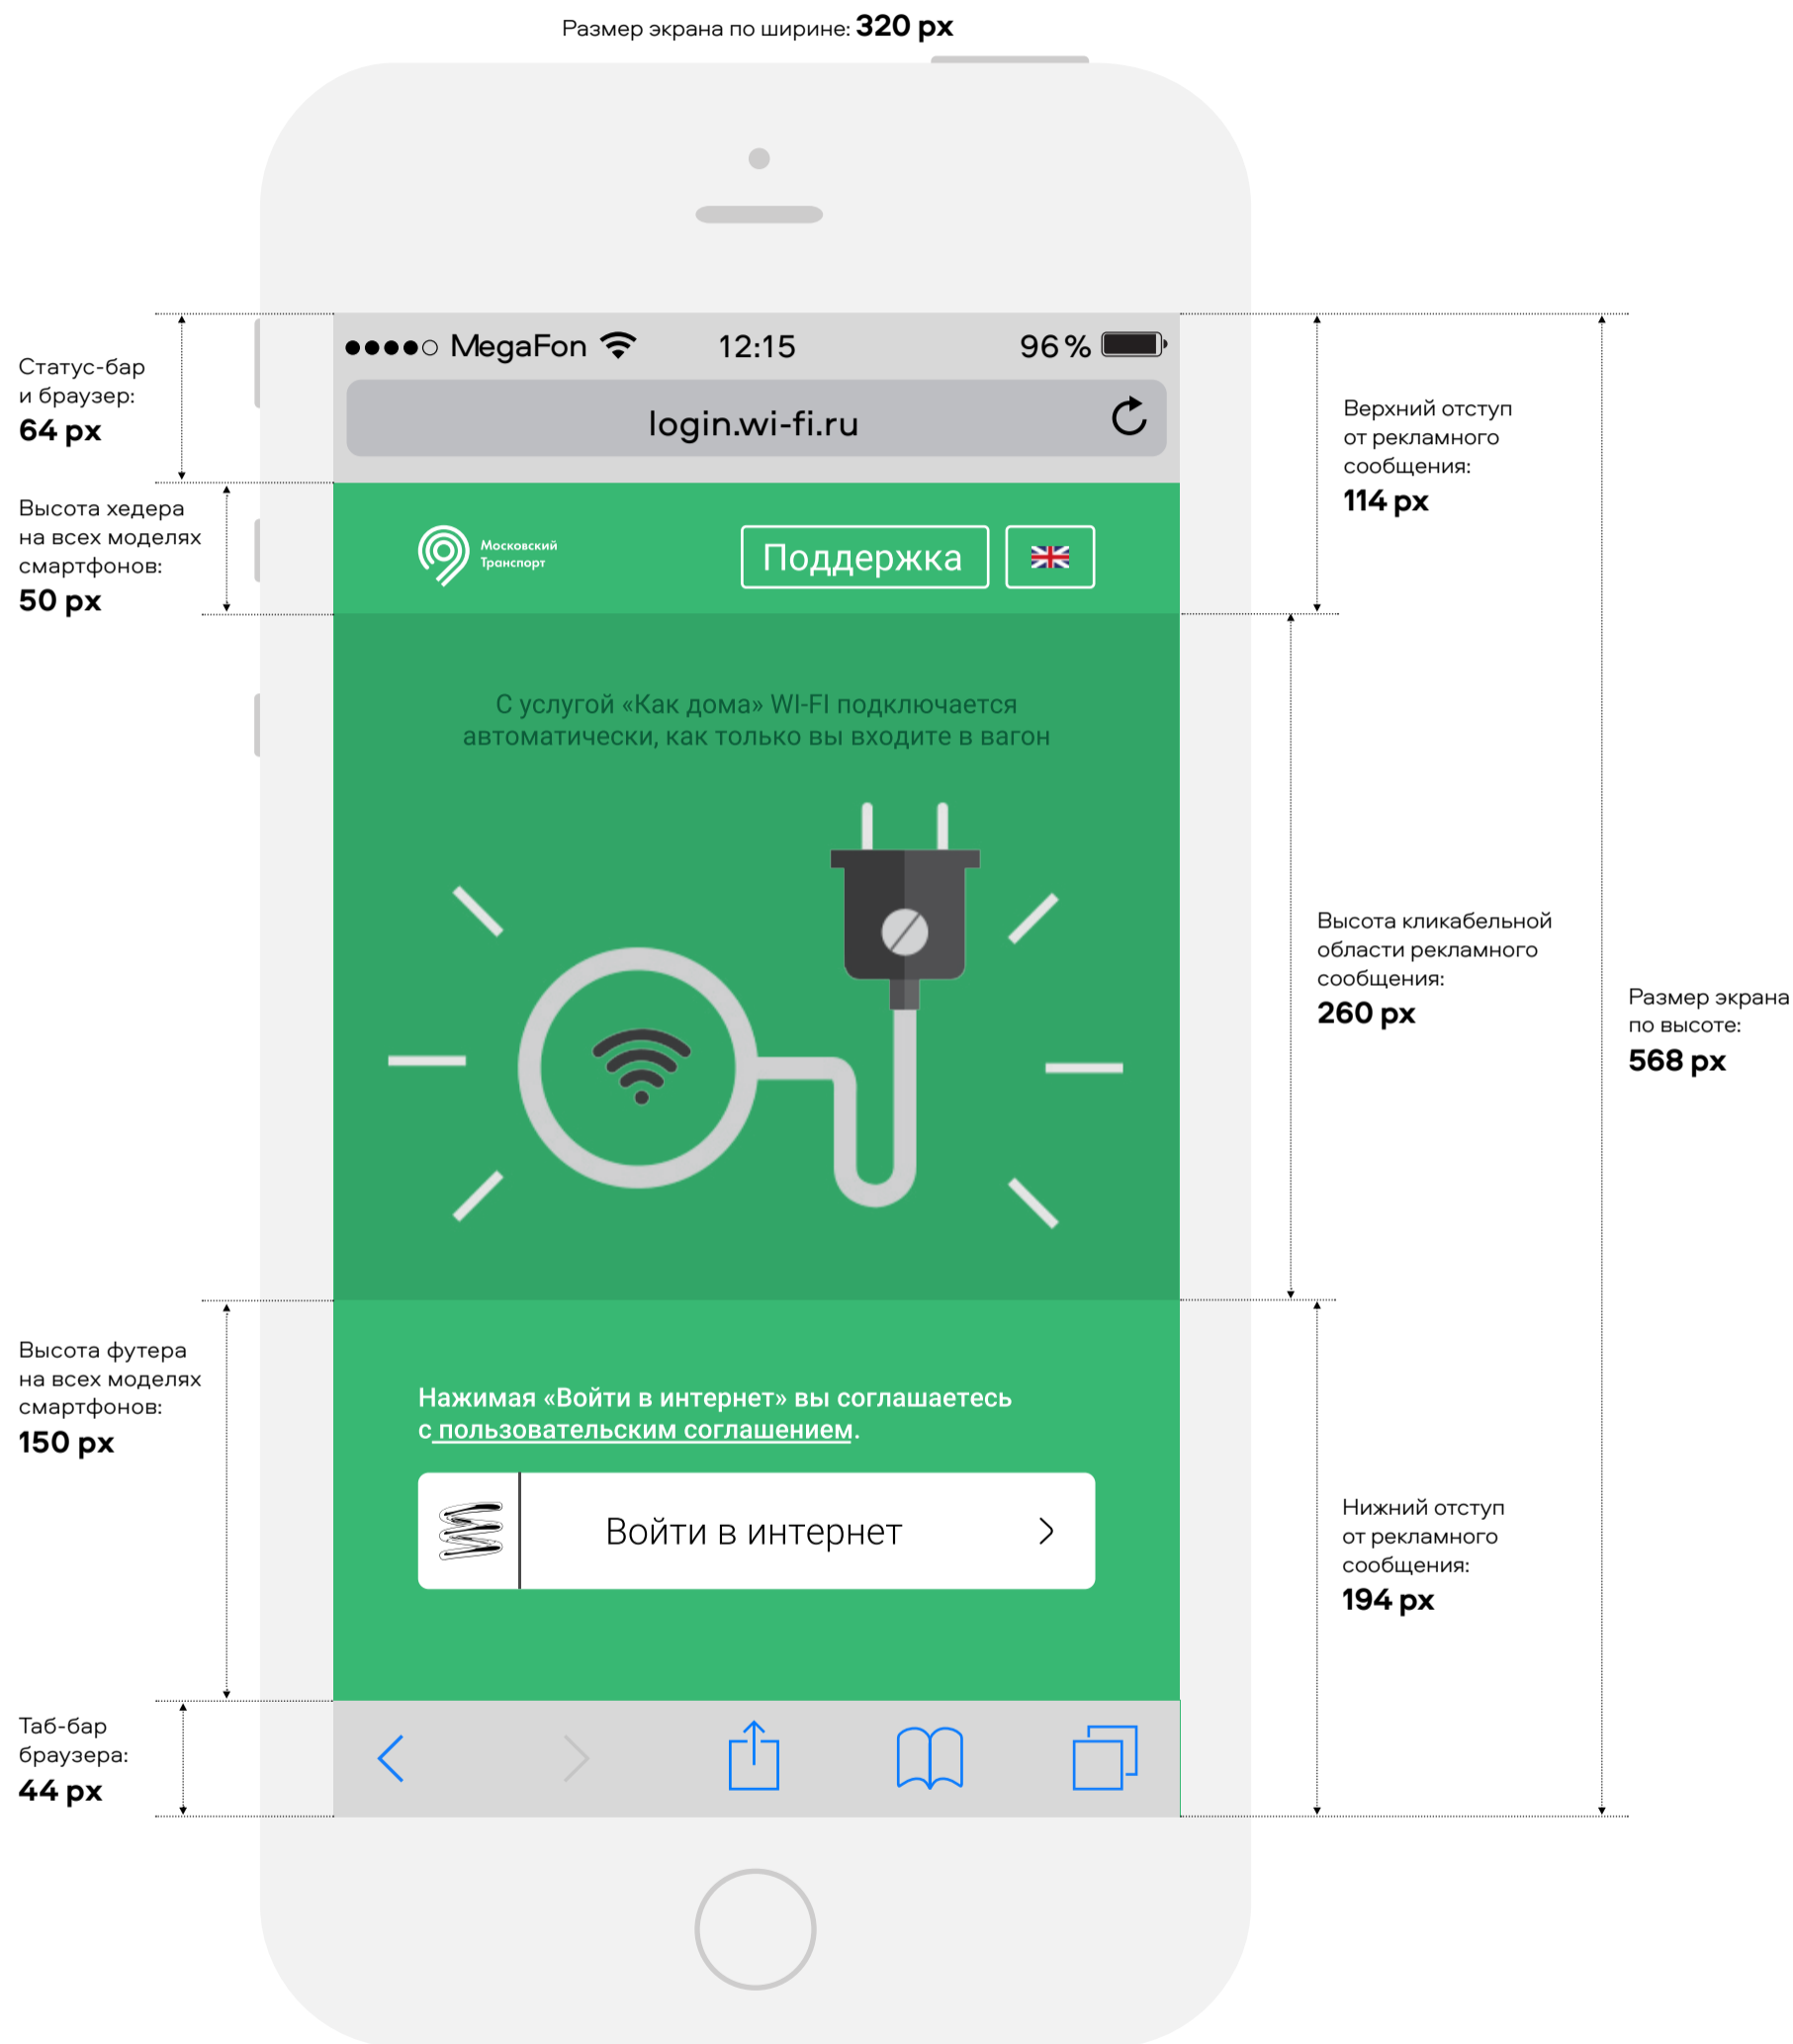 Размер экрана по ширине: 320 px
Статус-бар
и браузер:
64 px
Высота хедера
на всех моделях
смартфонов:
50 px
Высота футера
на всех моделях
смартфонов:
150 px
Таб-бар
браузера:
44 px
MegaFon 12:15 96%
login.wi-fi.ru
Московский
Транспорт
Поддержка
С услугой «Как дома» WI-FI подключается
автоматически, как только вы входите в вагон
Нажимая «Войти в интернет» вы соглашаетесь
с пользовательским соглашением.
Войти в интернет
Верхний отступ
от рекламного
сообщения:
114 px
Высота кликабельной
области рекламного
сообщения:
260 px
Нижний отступ
от рекламного
сообщения:
194 px
Размер экрана
по высоте:
568 px